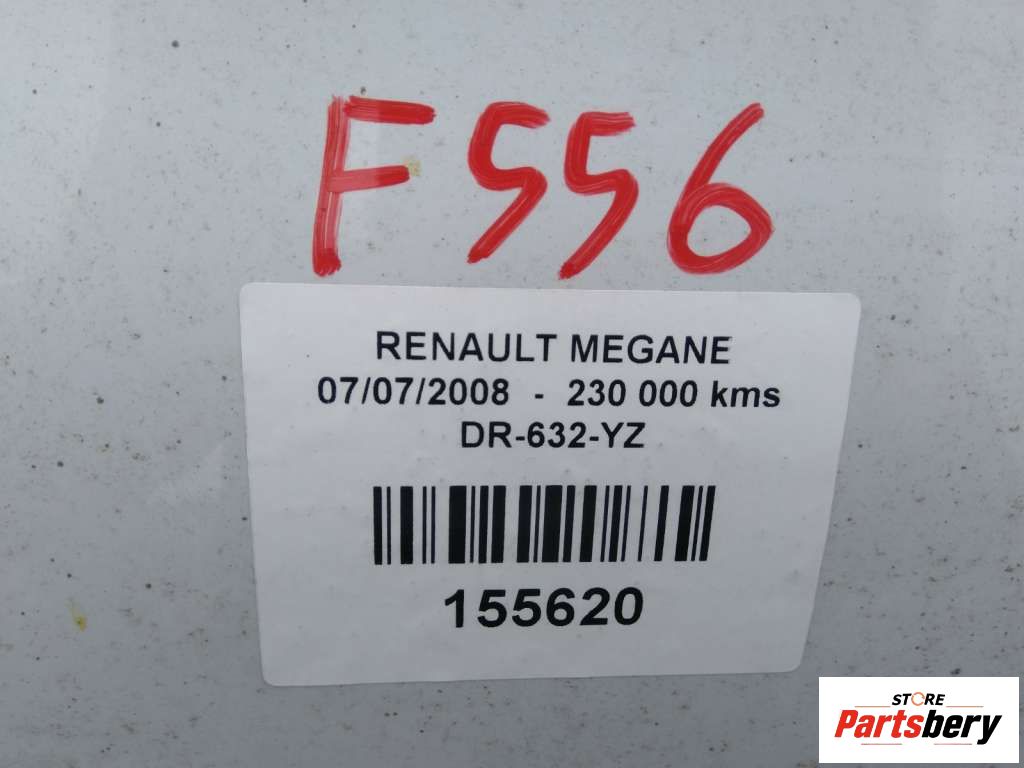 F556
RENAULT MEGANE
07/07/2008 - 230 000 kms
DR-632-YZ
155620
STORE
Partsbery